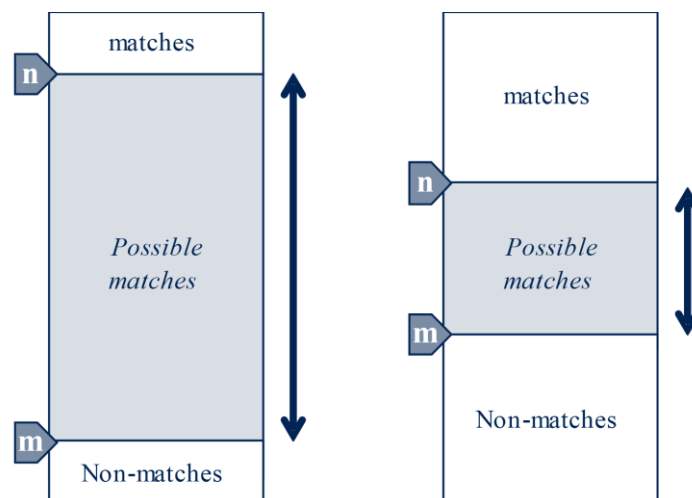 matches
n
Possible
matches
m
Non-matches
matches
n
Possible
matches
m
Non-matches